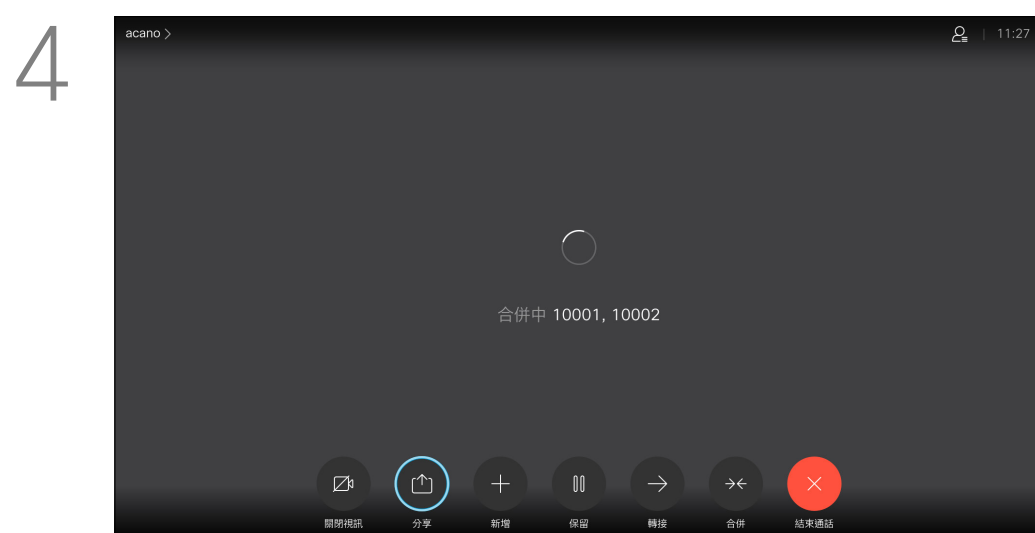 4
acano >
11:27
合併中 10001, 10002
關閉視訊 分享 新增 保留 轉接 合併 結束通話